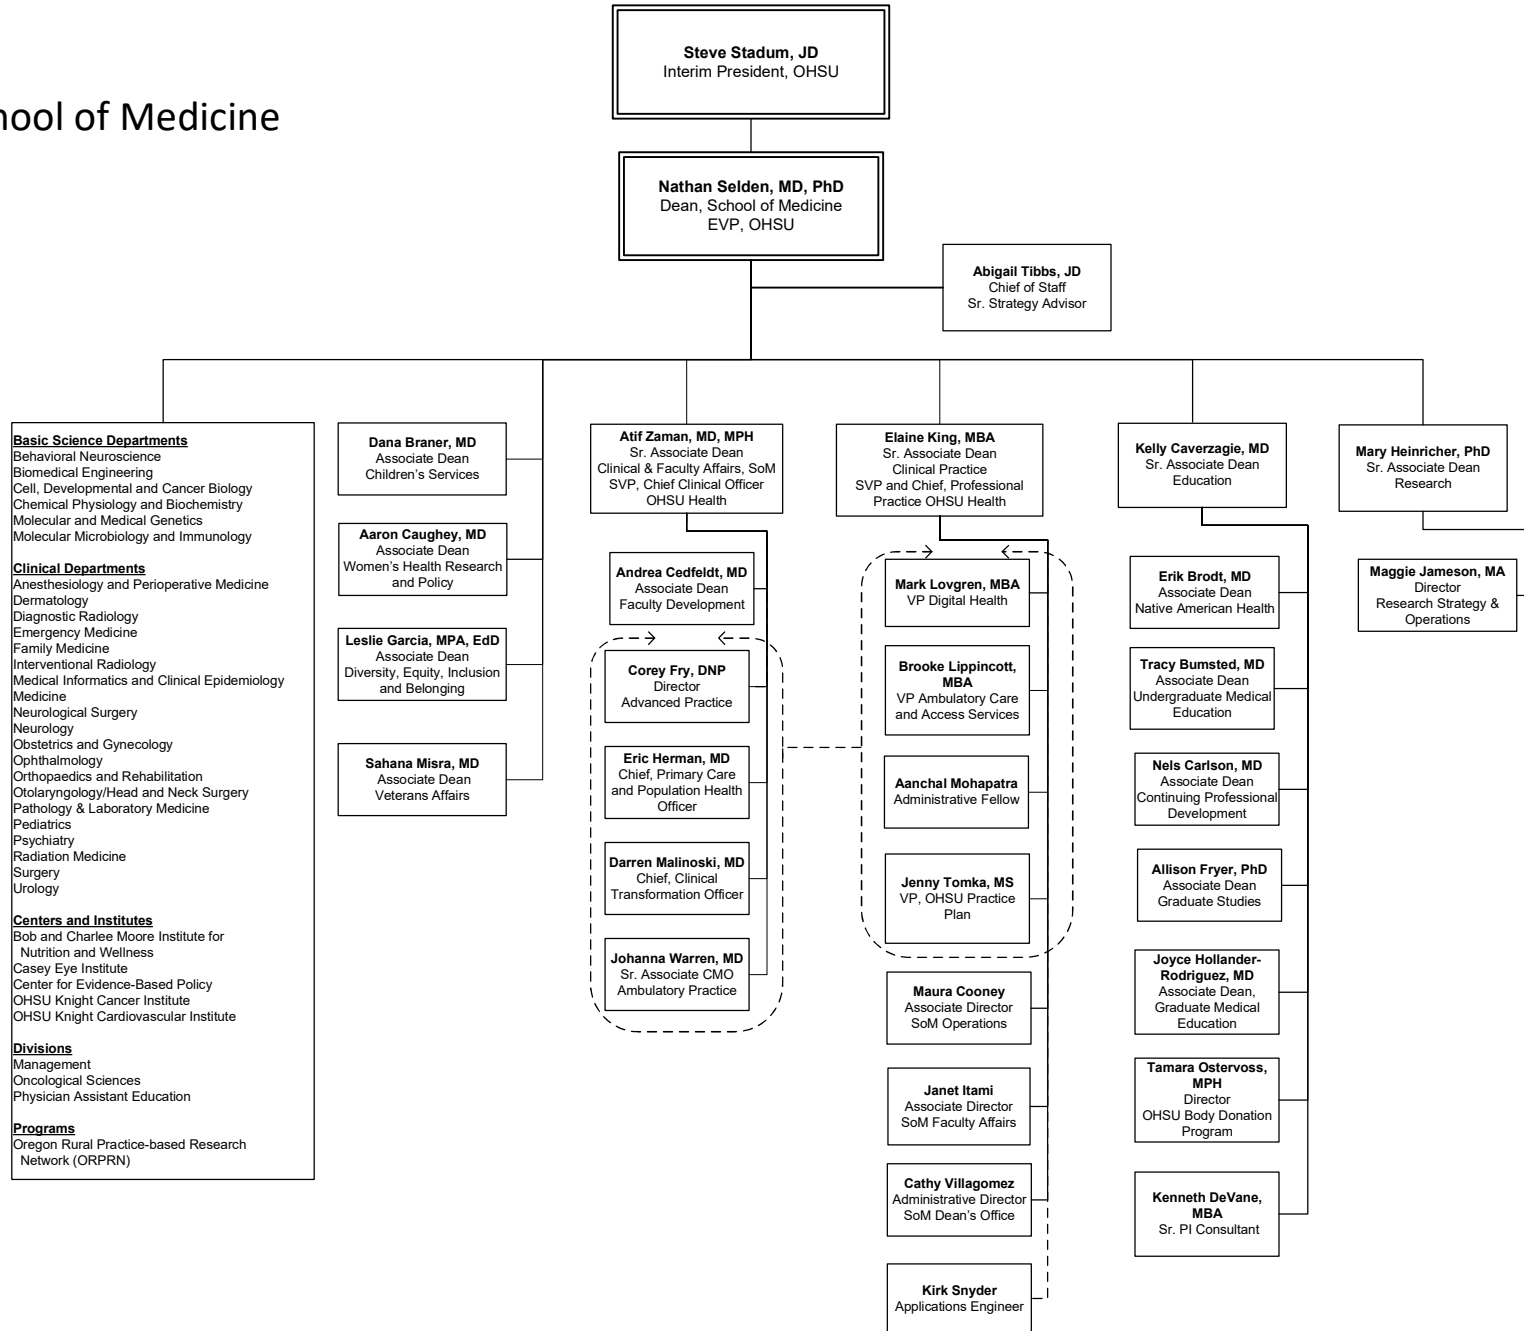 Steve Stadum, JD
Interim President, OHSU
hool of Medicine
Nathan Selden, MD, PhD
Dean, School of Medicine
EVP, OHSU
Abigail Tibbs, JD
Chief of Staff
Sr. Strategy Advisor
Basic Science Departments
Behavioral Neuroscience
Biomedical Engineering
Cell, Developmental and Cancer Biology
Chemical Physiology and Biochemistry
Molecular and Medical Genetics
Molecular Microbiology and Immunology
Clinical Departments
Anesthesiology and Perioperative Medicine
Dermatology
Diagnostic Radiology
Emergency Medicine
Family Medicine
Interventional Radiology
Medical Informatics and Clinical Epidemiology
Medicine
Neurological Surgery
Neurology
Obstetrics and Gynecology
Ophthalmology
Orthopaedics and Rehabilitation
Otolaryngology/Head and Neck Surgery
Pathology & Laboratory Medicine
Pediatrics
Psychiatry
Radiation Medicine
Surgery
Urology
Centers and Institutes
Bob and Charlee Moore Institute for
Nutrition and Wellness
Casey Eye Institute
Center for Evidence-Based Policy
OHSU Knight Cancer Institute
OHSU Knight Cardiovascular Institute
Divisions
Management
Oncological Sciences
Physician Assistant Education
Programs
Oregon Rural Practice-based Research
Network (ORPRN)
Dana Braner, MD
Associate Dean
Children’s Services
Aaron Caughey, MD
Associate Dean
Women’s Health Research
and Policy
Leslie Garcia, MPA, EdD
Associate Dean
Diversity, Equity, Inclusion
and Belonging
Sahana Misra, MD
Associate Dean
Veterans Affairs
Atif Zaman, MD, MPH
Sr. Associate Dean
Clinical & Faculty Affairs, SoM
SVP, Chief Clinical Officer
OHSU Health
Andrea Cedfeldt, MD
Associate Dean
Faculty Development
Corey Fry, DNP
Director
Advanced Practice
Eric Herman, MD
Chief, Primary Care
and Population Health
Officer
Darren Malinoski, MD
Chief, Clinical
Transformation Officer
Johanna Warren, MD
Sr. Associate CMO
Ambulatory Practice
Elaine King, MBA
Sr. Associate Dean
Clinical Practice
SVP and Chief, Professional
Practice OHSU Health
Mark Lovgren, MBA
VP Digital Health
Brooke Lippincott,
MBA
VP Ambulatory Care
and Access Services
Aanchal Mohapatra
Administrative Fellow
Jenny Tomka, MS
VP, OHSU Practice
Plan
Maura Cooney
Associate Director
SoM Operations
Janet Itami
Associate Director
SoM Faculty Affairs
Cathy Villagomez
Administrative Director
SoM Dean’s Office
Kirk Snyder
Applications Engineer
Kelly Caverzagie, MD
Sr. Associate Dean
Education
Erik Brodt, MD
Associate Dean
Native American Health
Tracy Bumsted, MD
Associate Dean
Undergraduate Medical
Education
Nels Carlson, MD
Associate Dean
Continuing Professional
Development
Allison Fryer, PhD
Associate Dean
Graduate Studies
Joyce Hollander-
Rodriguez, MD
Associate Dean,
Graduate Medical
Education
Tamara Ostervoss,
MPH
Director
OHSU Body Donation
Program
Kenneth DeVane,
MBA
Sr. PI Consultant
Mary Heinricher, PhD
Sr. Associate Dean
Research
Maggie Jameson, MA
Director
Research Strategy &
Operations